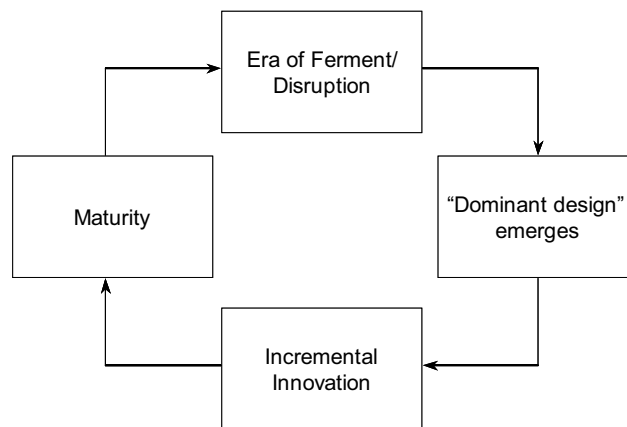 Era of Ferment/
Disruption
Maturity
“Dominant design”
emerges
Incremental
Innovation